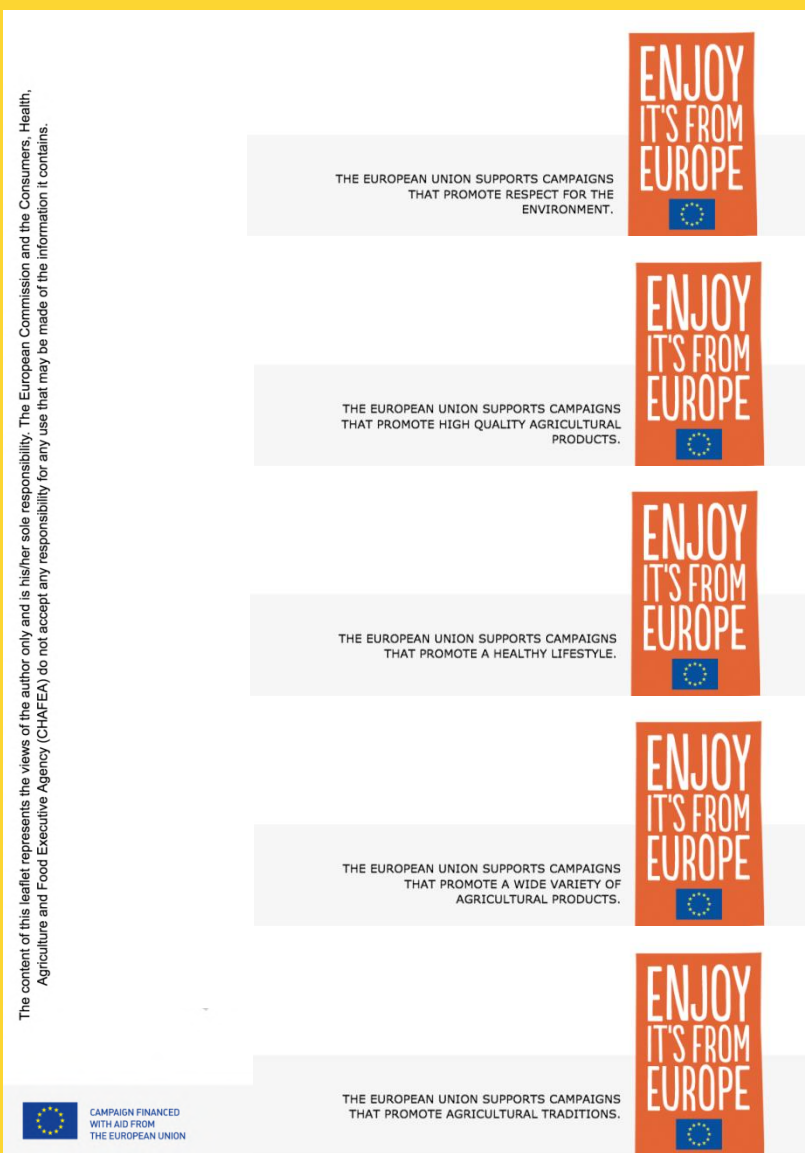 The content of this leaflet represents the views of the author only and is his/her sole responsibility. The European Commission and the Consumers, Health,
Agriculture and Food Executive Agency (CHAFEA) do not accept any responsibility for any use that may be made of the information it contains.
ENJOY
IT'S FROM
EUROPE
THE EUROPEAN UNION SUPPORTS CAMPAIGNS
THAT PROMOTE RESPECT FOR THE
ENVIRONMENT.
ENJOY
IT'S FROM
EUROPE
THE EUROPEAN UNION SUPPORTS CAMPAIGNS
THAT PROMOTE HIGH QUALITY AGRICULTURAL
PRODUCTS.
ENJOY
IT'S FROM
EUROPE
THE EUROPEAN UNION SUPPORTS CAMPAIGNS
THAT PROMOTE A HEALTHY LIFESTYLE.
ENJOY
IT'S FROM
EUROPE
THE EUROPEAN UNION SUPPORTS CAMPAIGNS
THAT PROMOTE A WIDE VARIETY OF
AGRICULTURAL PRODUCTS.
ENJOY
IT'S FROM
EUROPE
THE EUROPEAN UNION SUPPORTS CAMPAIGNS
THAT PROMOTE AGRICULTURAL TRADITIONS.
CAMPAIGN FINANCED
WITH AID FROM
THE EUROPEAN UNION